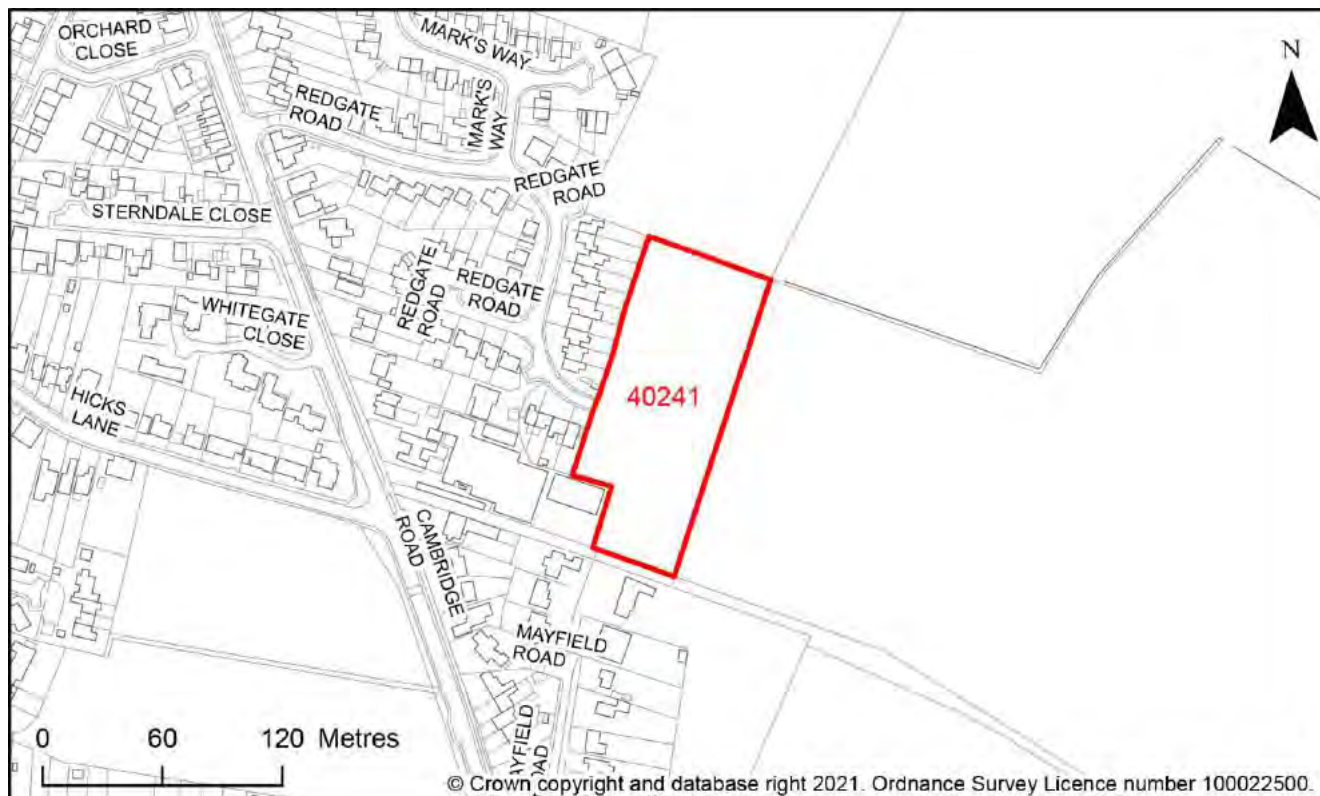 ORCHARD
CLOSE
MARK'S WAY
N
REDGATE
ROAD
MARK'S
WAY
REDGATE
ROAD
STERNDALE CLOSE
REDGATE
ROAD
REDGATE
ROAD
WHITEGATE
CLOSE
HICKS
LANE
40241
CAMBRIDGE
ROAD
MAYFIELD
ROAD
AYFIELD
OAD
0 60 120 Metres
© Crown copyright and database right 2021. Ordnance Survey Licence number 100022500.